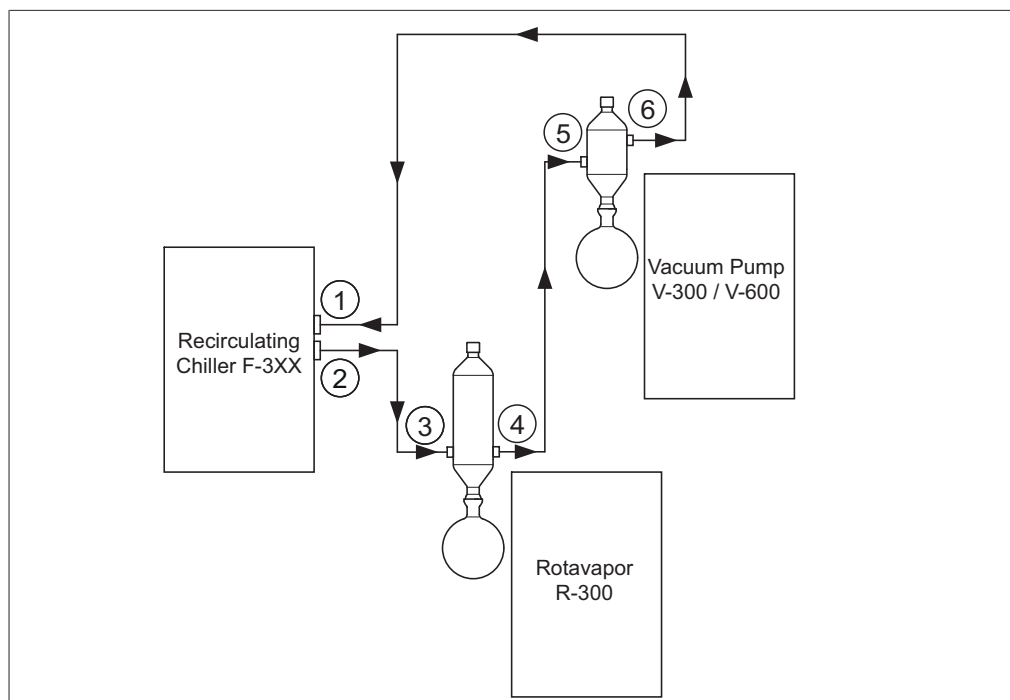 6
5
Vacuum Pump
V-300 / V-600
1
Recirculating
Chiller F-3XX
2
3
4
Rotavapor
R-300